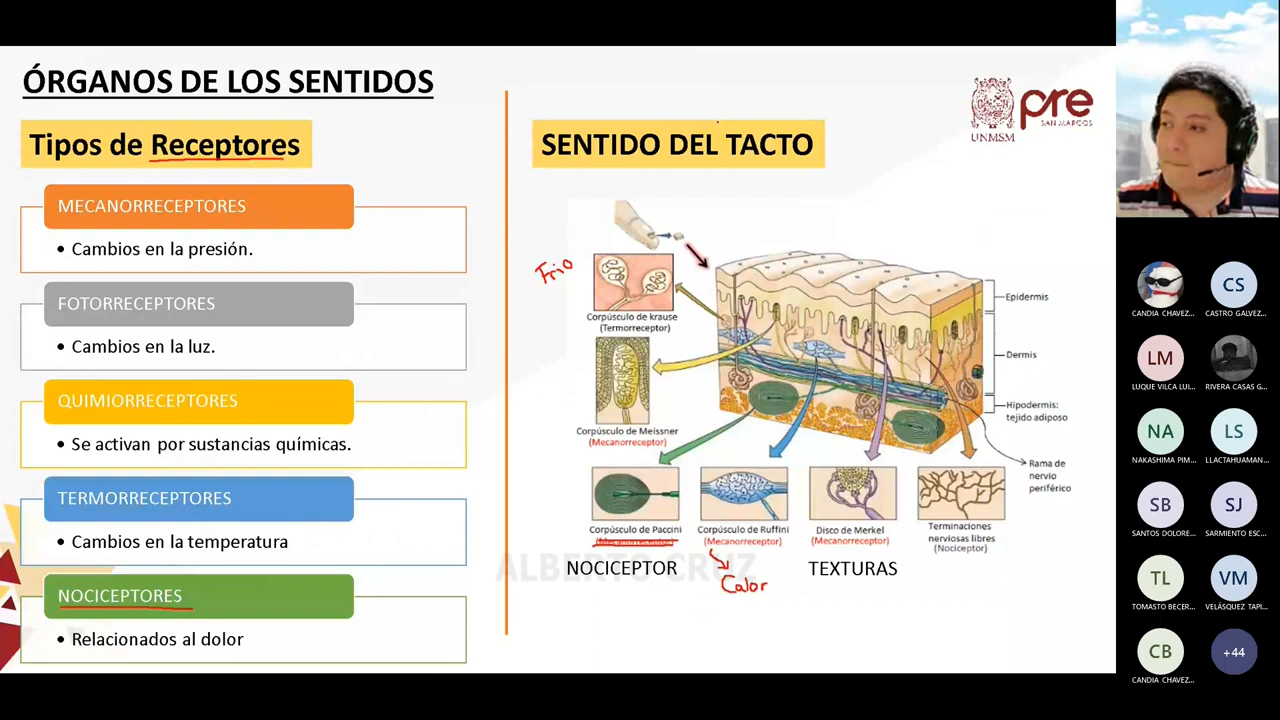 ÓRGANOS DE LOS SENTIDOS
Tipos de Receptores
MECANORRECEPTORES
• Cambios en la presión.
FOTORRECEPTORES
• Cambios en la luz.
QUIMIORRECEPTORES
• Se activan por sustancias químicas.
TERMORRECEPTORES
• Cambios en la temperatura
NOCICEPTORES
• Relacionados al dolor
UNMSM
pre
SAN MARCOS
SENTIDO DEL TACTO
Frio
Corpúsculo de krause
(Termorreceptor)
Corpúsculo de Meissner
(Mecanorreceptor)
Epidermis
Dermis
Hipodermis:
tejido adiposo
Rama de
nervio
periférico
Corpúsculo de Paccini
Corpúsculo de Ruffini
(Mecanorreceptor)
Disco de Merkel
(Mecanorreceptor)
Terminaciones
nerviosas libres
(Nociceptor)
ALBERTO CRUZ
NOCICEPTOR
Calor
TEXTURAS
CANDIA CHAVEZ...
CS
CASTRO GALVEZ...
LM
LUQUE VILCA LUI...
RIVERA CASAS G...
NA
NAKASHIMA PIM...
LS
LLACTAHUAMAN...
SB
SANTOS DOLORE...
SJ
SARMIENTO ESC...
TL
TOMASTO BECER...
VM
VELÁSQUEZ TAPI...
CB
CANDIA CHAVEZ...
+44